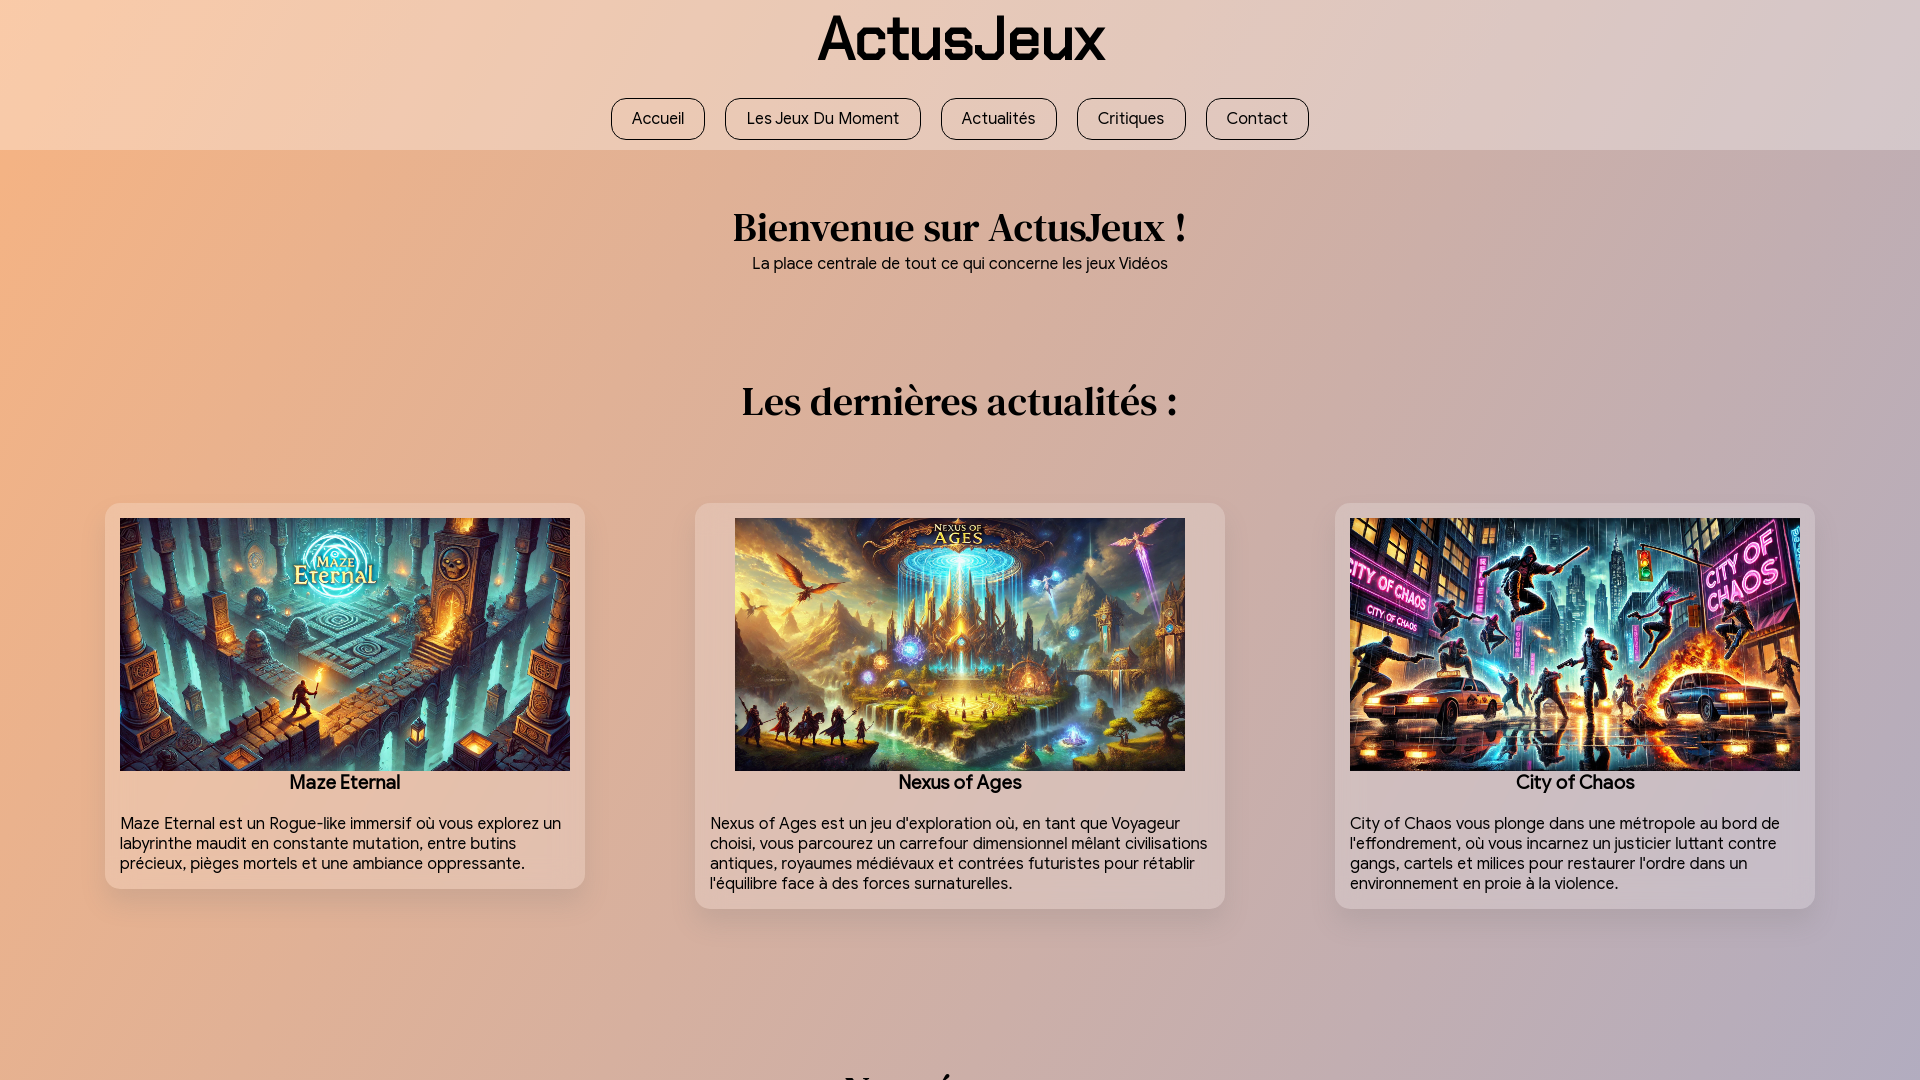 ActusJeux
Accueil
Les Jeux Du Moment
Actualités
Critiques
Contact
Bienvenue sur ActusJeux !
La place centrale de tout ce qui concerne les jeux Vidéos
Les dernières actualités :
MAZE
ETERNAL
Maze Eternal
Maze Eternal est un Rogue-like immersif où vous explorez un
labyrinthe maudit en constante mutation, entre butins
précieux, pièges mortels et une ambiance oppressante.
NEXUS OF
AGES
Nexus of Ages
Nexus of Ages est un jeu d'exploration où, en tant que Voyageur
choisi, vous parcourez un carrefour dimensionnel mêlant civilisations
antiques, royaumes médiévaux et contrées futuristes pour rétablir
l'équilibre face à des forces surnaturelles.
CITY OF CHAOS
CITY OF CHAOS
CITY OF
CHAOS
City of Chaos
City of Chaos vous plonge dans une métropole au bord de
l'effondrement, où vous incarnez un justicier luttant contre
gangs, cartels et milices pour restaurer l'ordre dans un
environnement en proie à la violence.